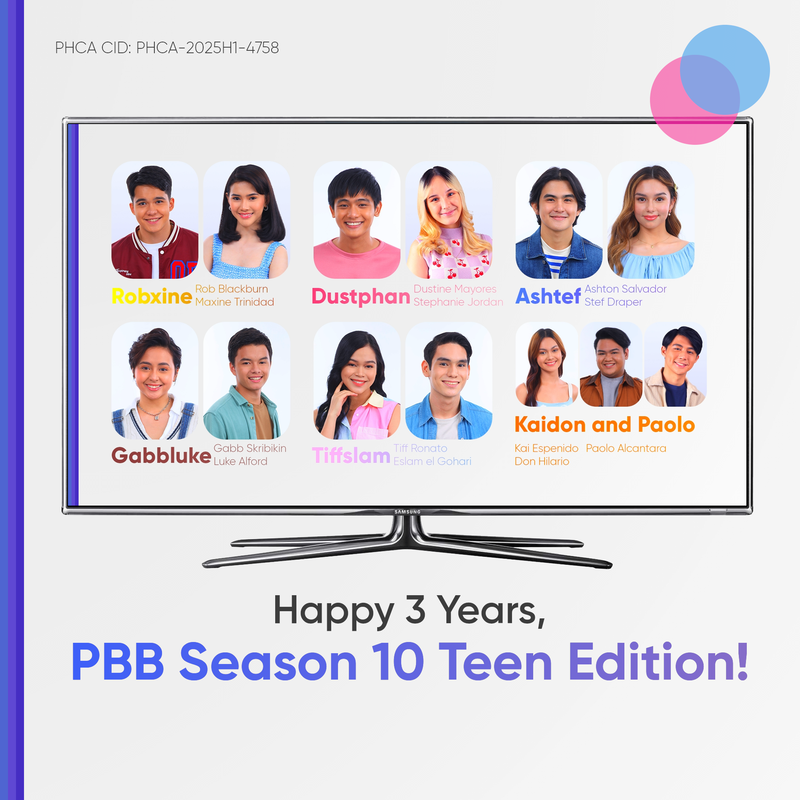 PHCA CID: PHCA-2025H1-4758
Robxine
Rob Blackburn
Maxine Trinidad
Dustphan
Dustine Mayores
Stephanie Jordan
Ashtef
Ashton Salvador
Stef Draper
Gabbluke
Gabb Skribikin
Luke Alford
Tiffslam
Tiff Ronato
Eslam el Gohari
Kaidon and Paolo
Kai Espenido Paolo Alcantara
Don Hilario
SAMSUNG
Happy 3 Years,
PBB Season 10 Teen Edition!